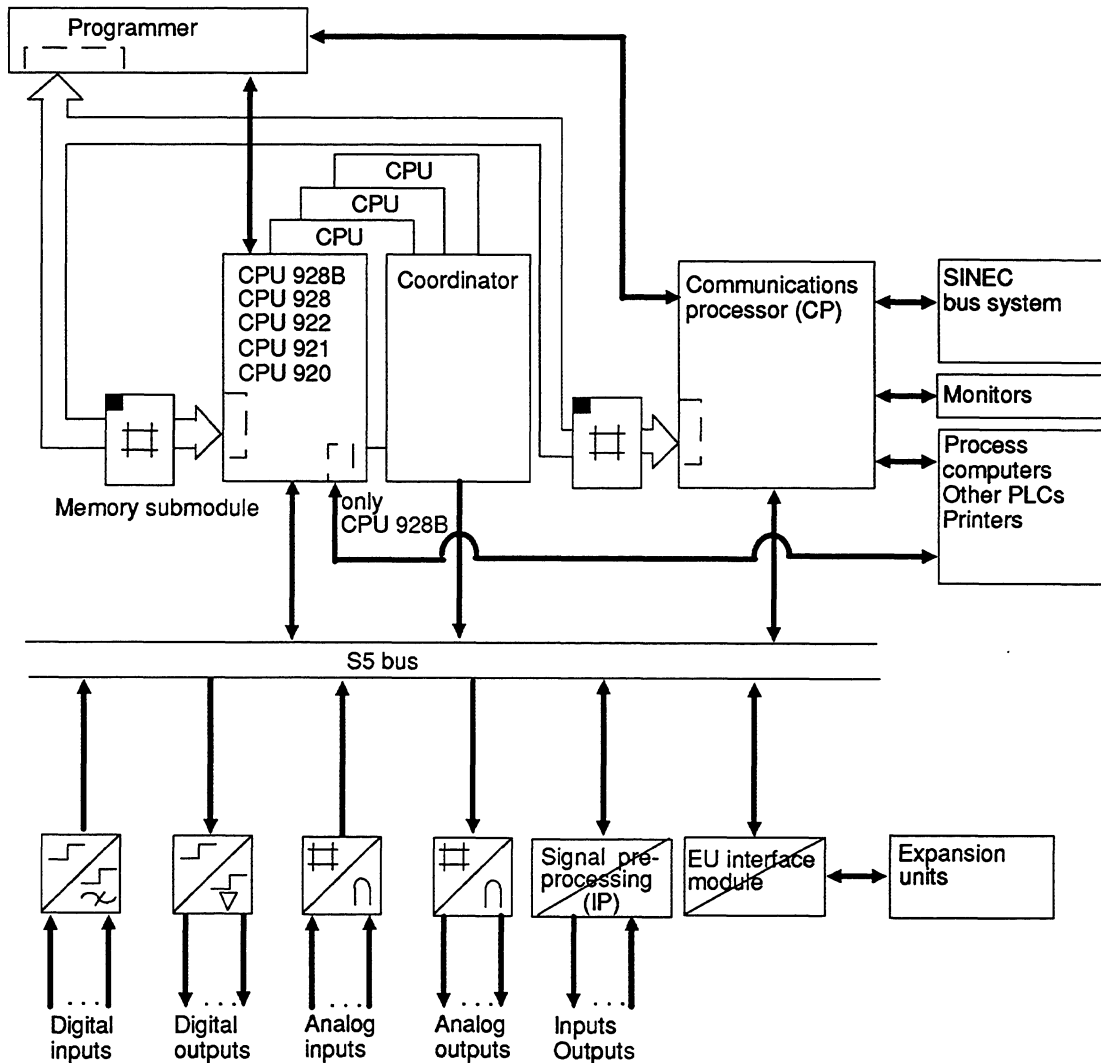 Programmer
CPU
CPU
CPU
CPU 928B
CPU 928
CPU 922
CPU 921
CPU 920
Coordinator
Communications
processor (CP)
SINEC
bus system
Monitors
Process
computers
Other PLCs
Printers
Memory submodule
only
CPU 928B
S5 bus
Signal pre-
processing
(IP)
EU interface
module
Expansion
units
Digital
inputs
Digital
outputs
Analog
inputs
Analog
outputs
Inputs
Outputs